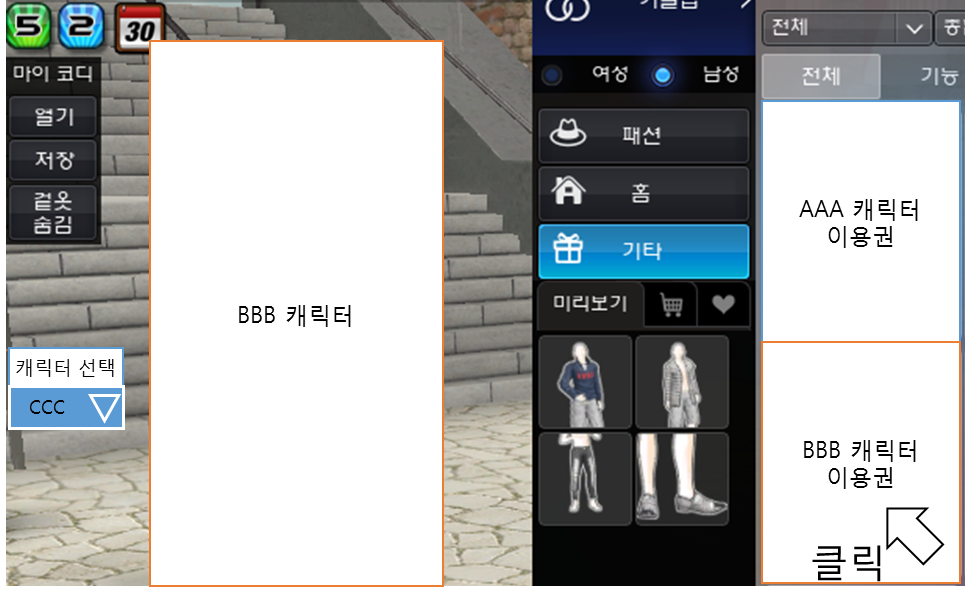 5 2 30
마이 코디
열기
저장
겉옷
숨김
캐릭터 선택
CCC
BBB 캐릭터
여성 남성
패션
홈
기타
미리보기
전체
전체 기능
AAA 캐릭터
이용권
BBB 캐릭터
이용권
클릭